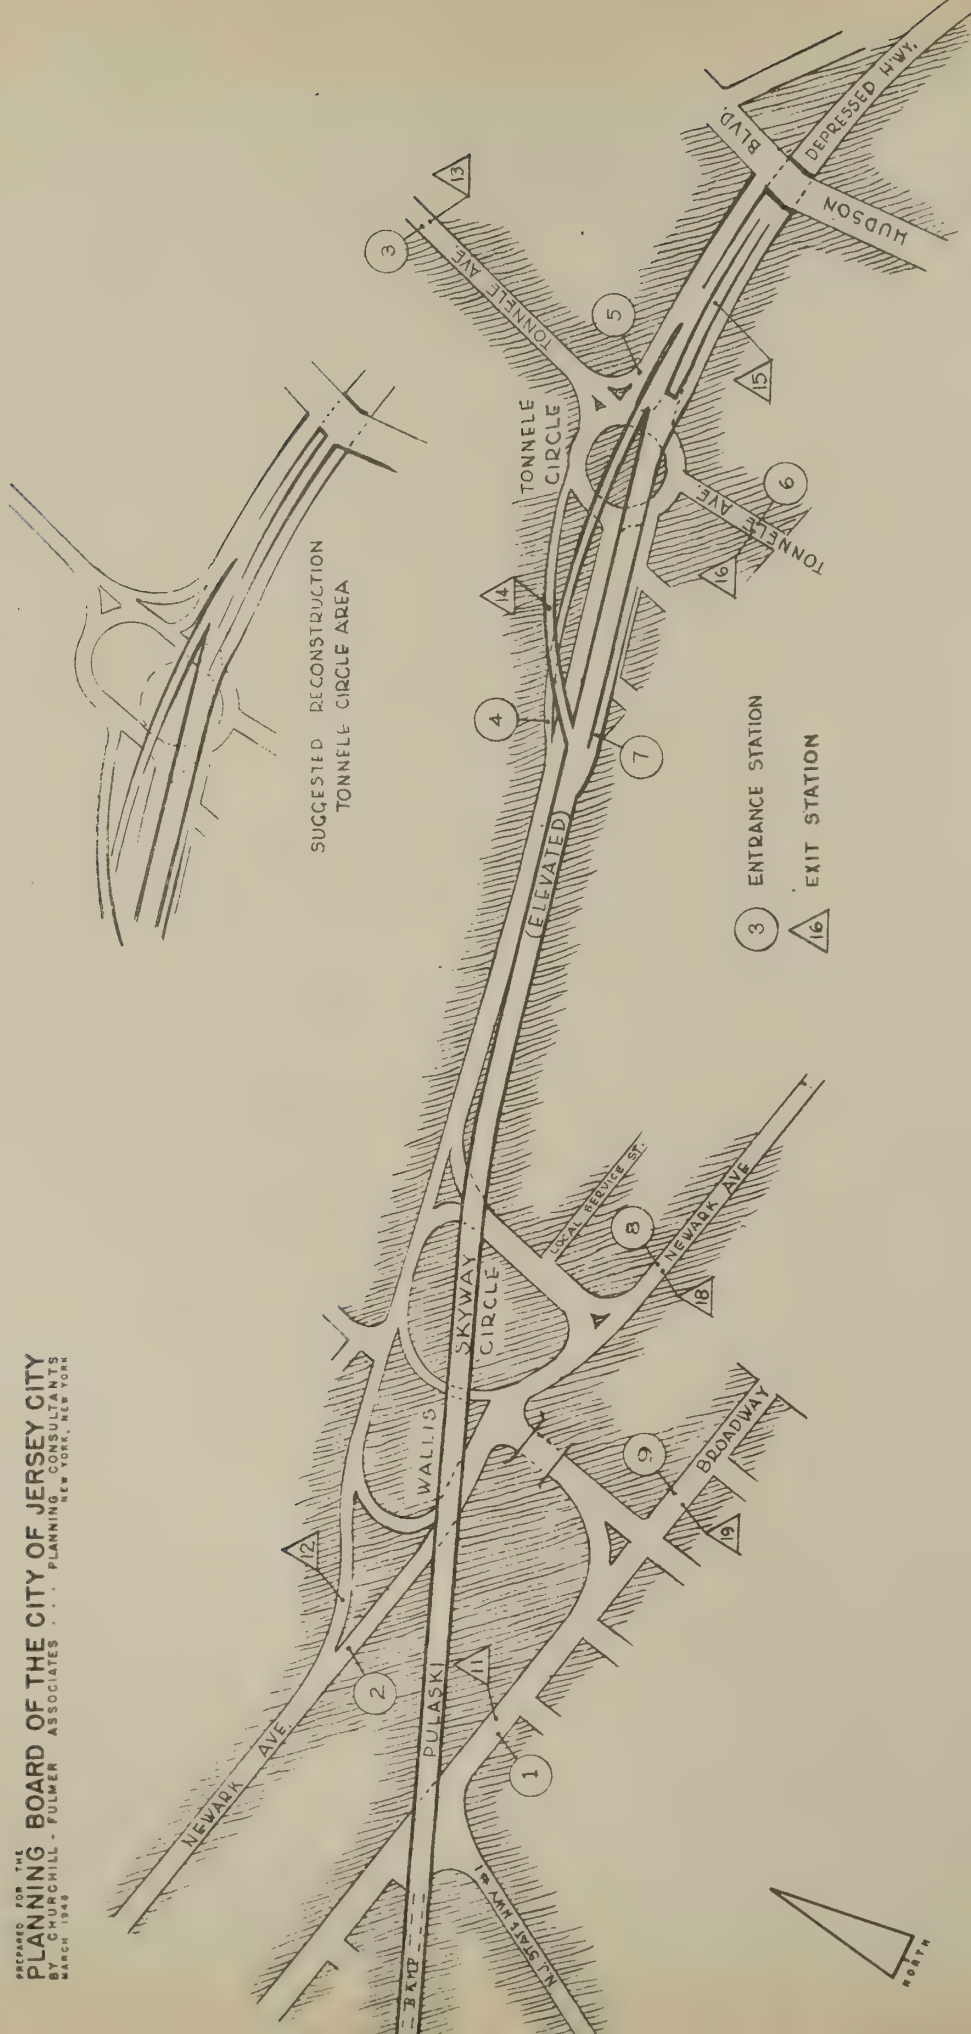 PREPARED FOR THE
PLANNING BOARD OF THE CITY OF JERSEY CITY
BY CHURCHILL - FULMER ASSOCIATES . . . PLANNING CONSULTANTS
MARCH 1948 NEW YORK, NEW YORK
SUGGESTED RECONSTRUCTION
TONNELE CIRCLE AREA
NEWARK AVE.
2
12
WALLIS
CIRCLE
PULASKI SKYWAY
(ELEVATED)
4
14
TONNELE
CIRCLE
3
13
TONNELE AVE.
5
BLVD.
HUDSON
DEPRESSED H'WY.
15
TONNELE AVE.
6
16
7
11
1
N.J. STATE HWY #1
9
19
BROADWAY
8
18
NEWARK AVE
LOCAL SERVICE ST.
3 ENTRANCE STATION
16 EXIT STATION
NORTH